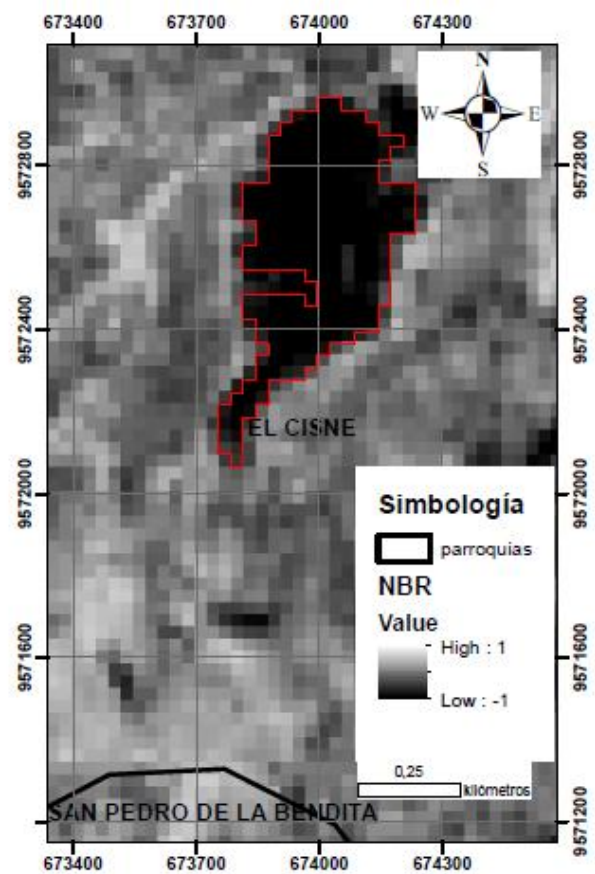 673400 673700 674000 674300
N
W E
S
9572800 9572800
9572400 9572400
EL CISNE
9572000 9572000
Simbología
parroquias
NBR
Value
High : 1
Low : -1
9571600 9571600
0,25
kilómetros
SAN PEDRO DE LA BENDITA
9571200 9571200
673400 673700 674000 674300